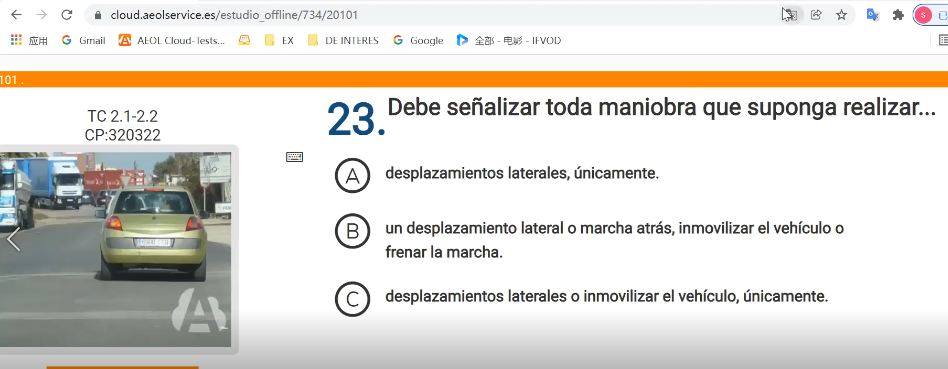 cloud.aeolservice.es/estudio_offline/734/20101
应用 Gmail AEOL Cloud-Tests... EX DE INTERES Google 全部 - 电影 - IFVOD
101 .
TC 2.1-2.2
CP:320322
23. Debe señalizar toda maniobra que suponga realizar...
A desplazamientos laterales, únicamente.
B un desplazamiento lateral o marcha atrás, inmovilizar el vehículo o
frenar la marcha.
C desplazamientos laterales o inmovilizar el vehículo, únicamente.